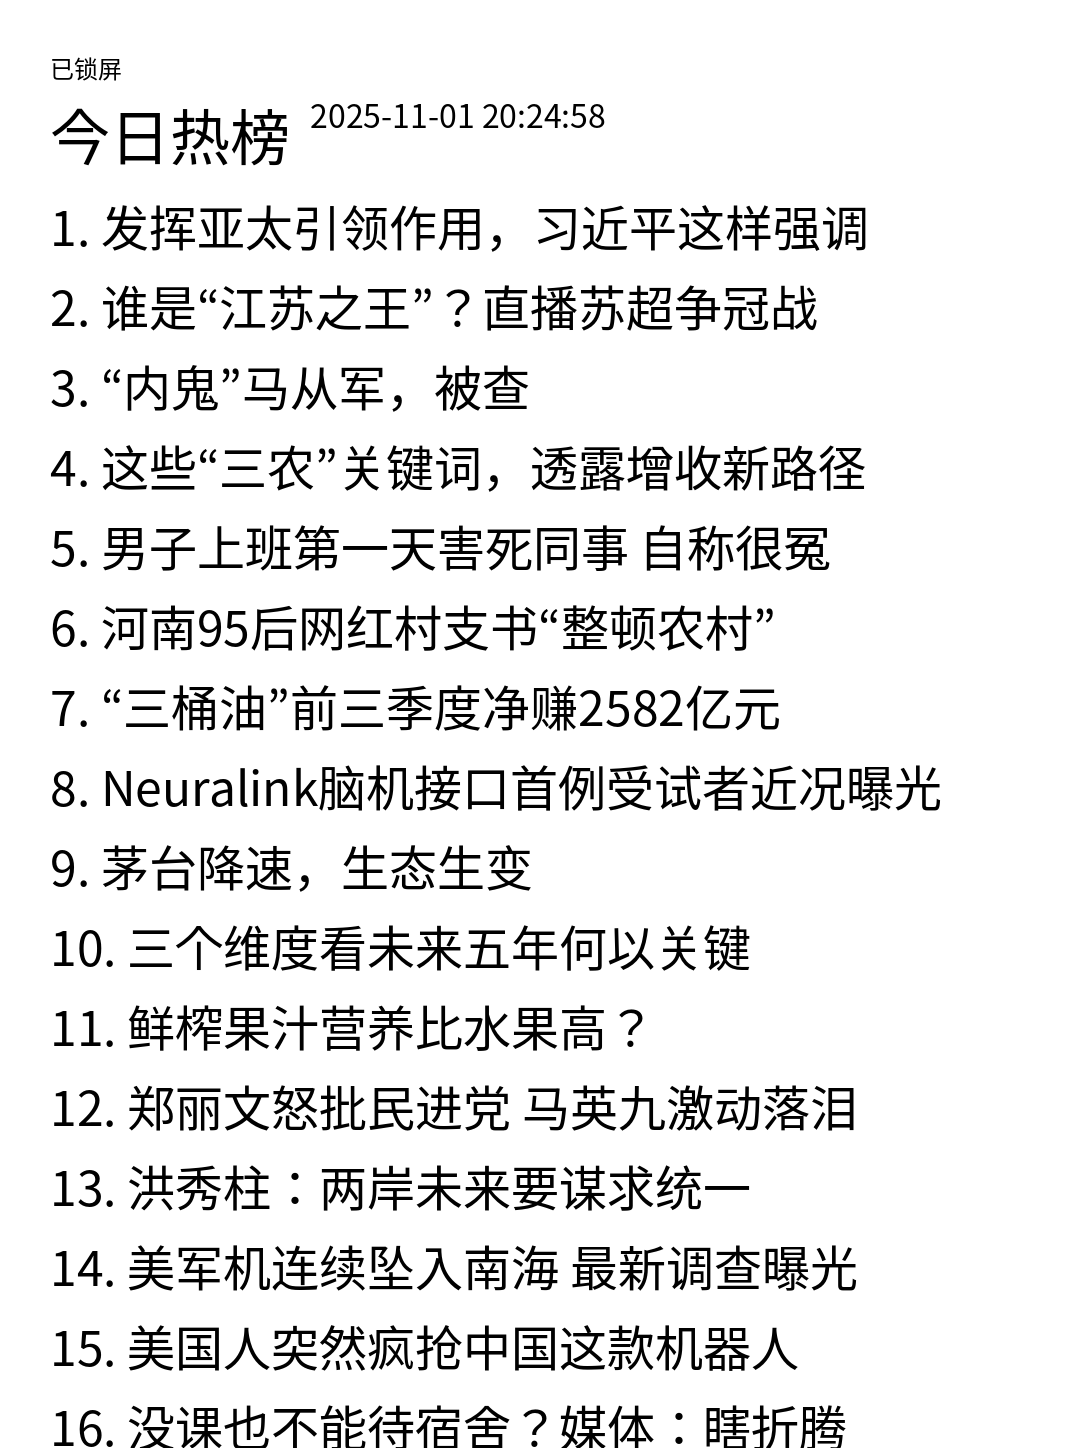 已锁屏
今日热榜 2025-11-01 20:24:58
1. 发挥亚太引领作用，习近平这样强调
2. 谁是“江苏之王”？直播苏超争冠战
3. “内鬼”马从军，被查
4. 这些“三农”关键词，透露增收新路径
5. 男子上班第一天害死同事 自称很冤
6. 河南95后网红村支书“整顿农村”
7. “三桶油”前三季度净赚2582亿元
8. Neuralink脑机接口首例受试者近况曝光
9. 茅台降速，生态生变
10. 三个维度看未来五年何以关键
11. 鲜榨果汁营养比水果高？
12. 郑丽文怒批民进党 马英九激动落泪
13. 洪秀柱：两岸未来要谋求统一
14. 美军机连续坠入南海 最新调查曝光
15. 美国人突然疯抢中国这款机器人
16. 没课也不能待宿舍？媒体：瞎折腾